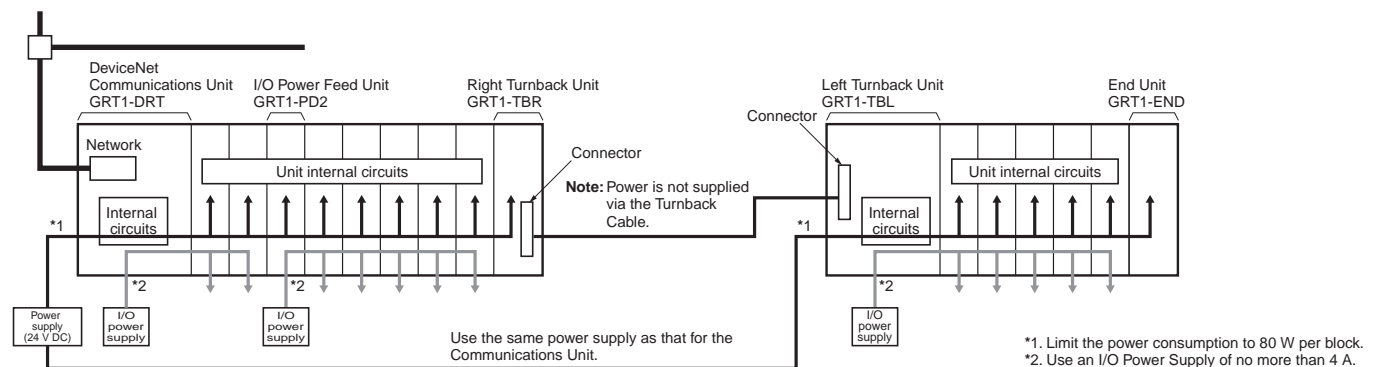 DeviceNet
Communications Unit
GRT1-DRT
I/O Power Feed Unit
GRT1-PD2
Right Turnback Unit
GRT1-TBR
Left Turnback Unit
GRT1-TBL
End Unit
GRT1-END
Connector
Network
Unit internal circuits
Connector
Unit internal circuits
Note: Power is not supplied
via the Turnback
Cable.
*1
Internal
circuits
*1
Internal
circuits
*2
*2
*2
Power
supply
(24 V DC)
I/O
power
supply
I/O
power
supply
I/O
power
supply
Use the same power supply as that for the
Communications Unit.
*1. Limit the power consumption to 80 W per block.
*2. Use an I/O Power Supply of no more than 4 A.